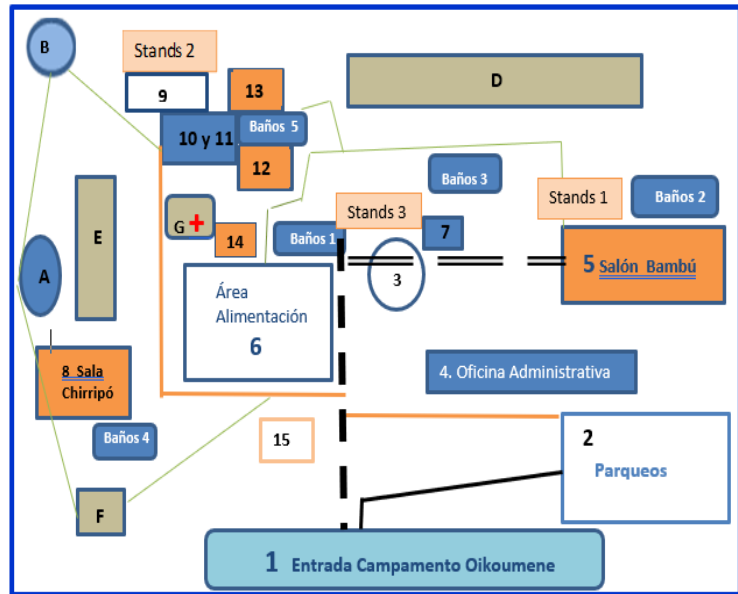 B
Stands 2
9
13
D
10 y 11
Baños 5
12
Baños 3
Stands 1
Baños 2
E
G
14
Baños 1
Stands 3
7
A
3
5 Salón Bambú
Área
Alimentación
6
8 Sala
Chirripó
4. Oficina Administrativa
Baños 4
15
2
Parqueos
F
1 Entrada Campamento Oikoumene